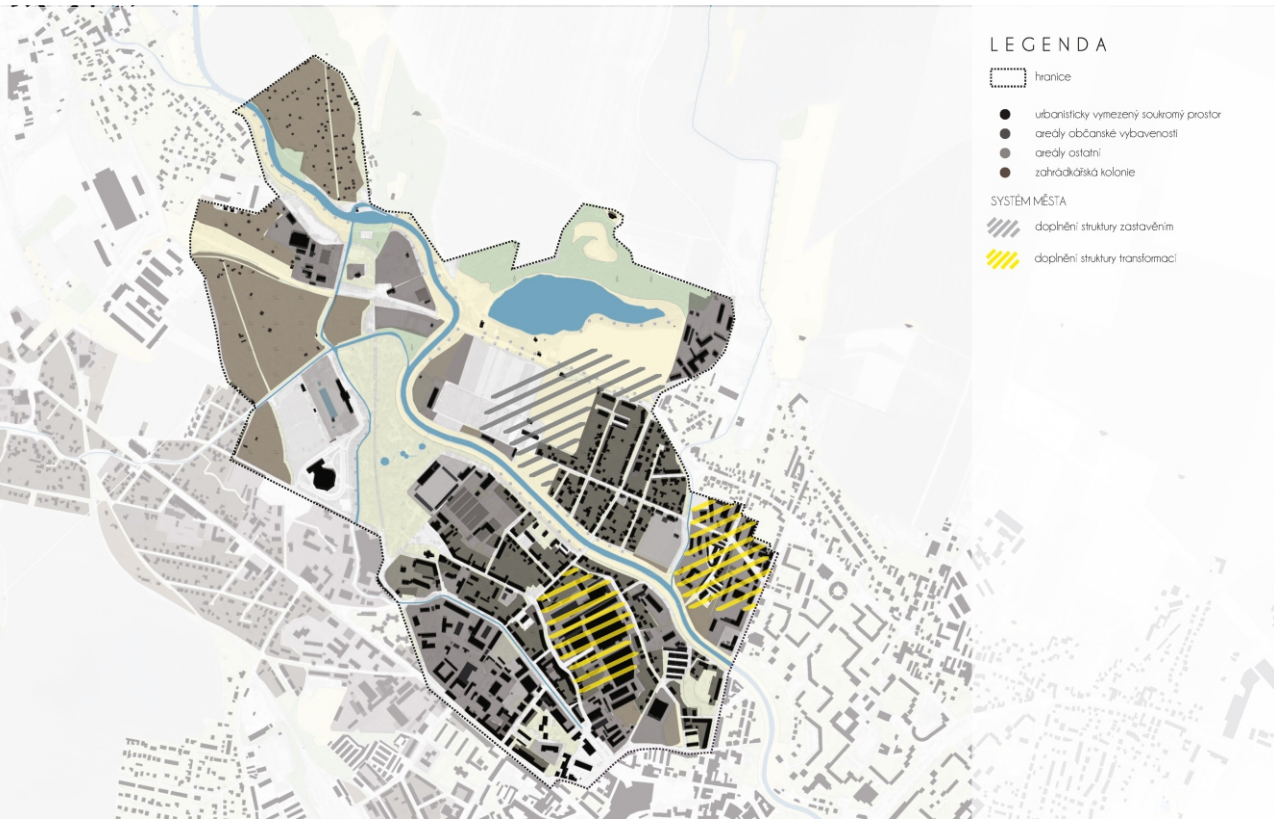 LEGENDA
hranice
urbanisticky vymezený soukromý prostor
areály občanské vybavenosti
areály ostatní
zahrádkářská kolonie
SYSTÉM MĚSTA
doplnění struktury zastavěním
doplnění struktury transformací